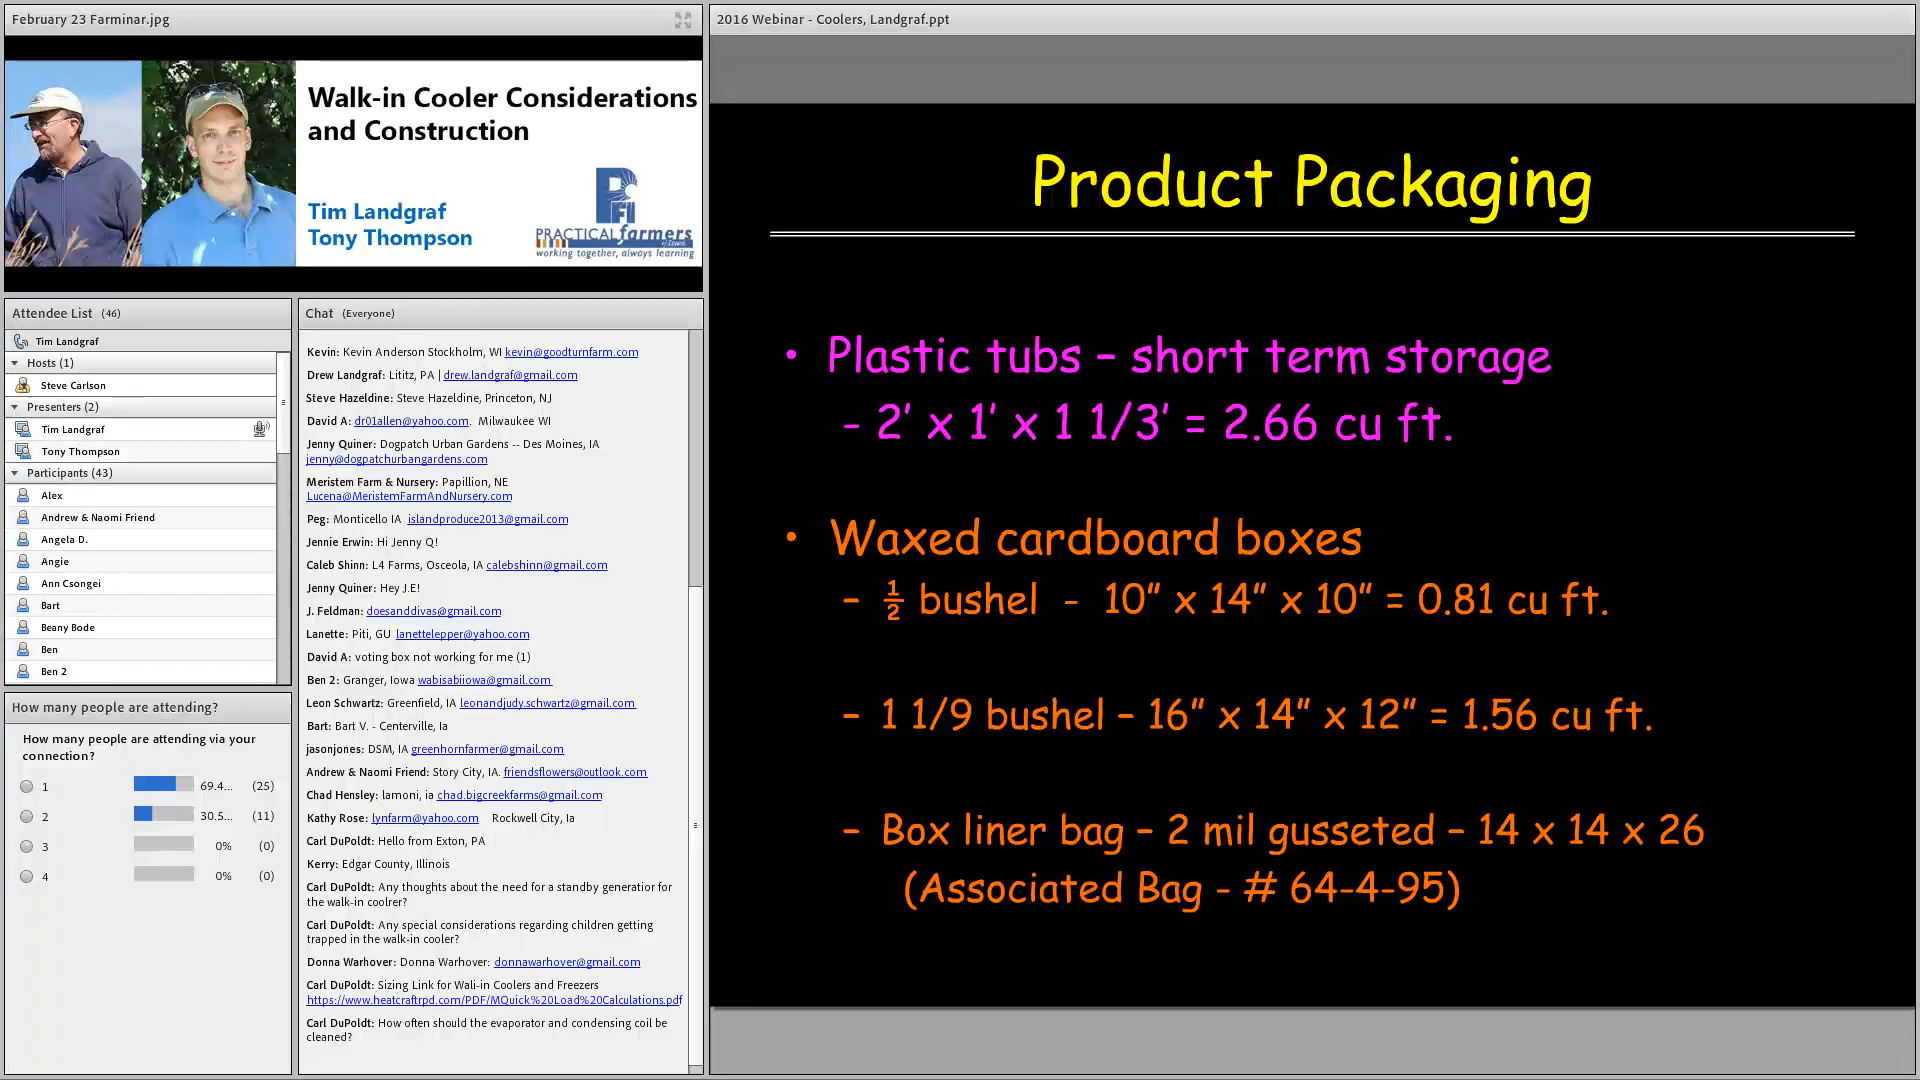 February 23 Farminar.jpg
Walk-in Cooler Considerations
and Construction
Tim Landgraf
Tony Thompson
PFI
PRACTICAL farmers
of Iowa
working together, always learning
Attendee List (46)
Tim Landgraf
Hosts (1)
Steve Carlson
Presenters (2)
Tim Landgraf
Tony Thompson
Participants (43)
Alex
Andrew & Naomi Friend
Angela D.
Angie
Ann Csongei
Bart
Beany Bode
Ben
Ben 2
How many people are attending?
How many people are attending via your
connection?
1 69.4... (25)
2 30.5... (11)
3 0% (0)
4 0% (0)
Chat (Everyone)
Kevin: Kevin Anderson Stockholm, WI kevin@goodturnfarm.com
Drew Landgraf: Lititz, PA | drew.landgraf@gmail.com
Steve Hazeldine: Steve Hazeldine, Princeton, NJ
David A: dr01allen@yahoo.com. Milwaukee WI
Jenny Quiner: Dogpatch Urban Gardens -- Des Moines, IA
jenny@dogpatchurbangardens.com
Meristem Farm & Nursery: Papillion, NE
Lucena@MeristemFarmAndNursery.com
Peg: Monticello IA islandproduce2013@gmail.com
Jennie Erwin: Hi Jenny Q!
Caleb Shinn: L4 Farms, Osceola, IA calebshinn@gmail.com
Jenny Quiner: Hey J.E!
J. Feldman: doesanddivas@gmail.com
Lanette: Piti, GU lanettelepper@yahoo.com
David A: voting box not working for me (1)
Ben 2: Granger, Iowa wabisabiiowa@gmail.com
Leon Schwartz: Greenfield, IA leonandjudy.schwartz@gmail.com
Bart: Bart V. - Centerville, Ia
jasonjones: DSM, IA greenhornfarmer@gmail.com
Andrew & Naomi Friend: Story City, IA. friendsflowers@outlook.com
Chad Hensley: lamoni, ia chad.bigcreekfarms@gmail.com
Kathy Rose: lynfarm@yahoo.com Rockwell City, Ia
Carl DuPoldt: Hello from Exton, PA
Kerry: Edgar County, Illinois
Carl DuPoldt: Any thoughts about the need for a standby generatior for
the walk-in coolrer?
Carl DuPoldt: Any special considerations regarding children getting
trapped in the walk-in cooler?
Donna Warhover: Donna Warhover: donnawarhover@gmail.com
Carl DuPoldt: Sizing Link for Wali-in Coolers and Freezers
https://www.heatcraftrpd.com/PDF/MQuick%20Load%20Calculations.pdf
Carl DuPoldt: How often should the evaporator and condensing coil be
cleaned?
2016 Webinar - Coolers, Landgraf.ppt
Product Packaging
• Plastic tubs – short term storage
- 2’ x 1’ x 1 1/3’ = 2.66 cu ft.
• Waxed cardboard boxes
– ½ bushel - 10” x 14” x 10” = 0.81 cu ft.
– 1 1/9 bushel – 16” x 14” x 12” = 1.56 cu ft.
– Box liner bag – 2 mil gusseted – 14 x 14 x 26
(Associated Bag - # 64-4-95)